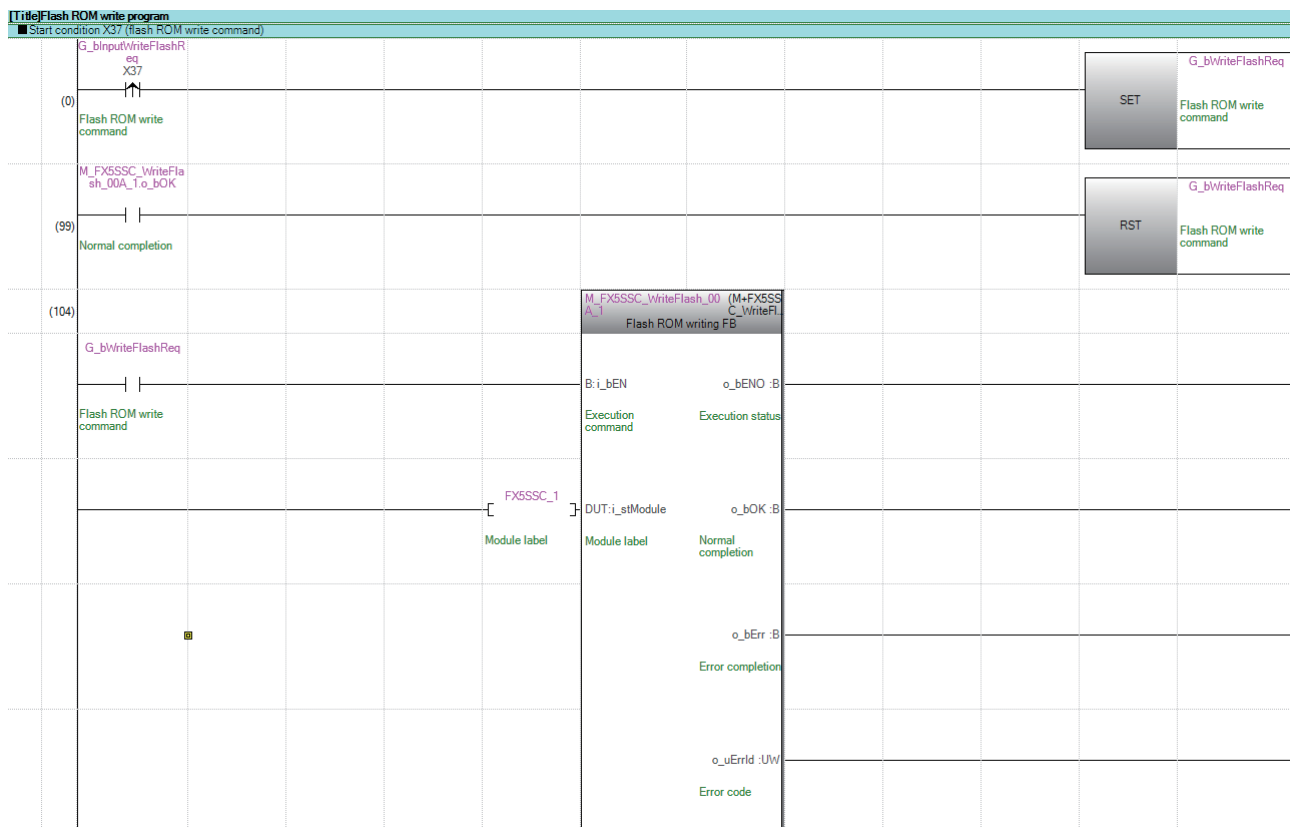 [Title]Flash ROM write program
■Start condition X37 (flash ROM write command)
G_bInputWriteFlashR
eq
X37
(0)
Flash ROM write
command
SET
G_bWriteFlashReq
Flash ROM write
command
M_FX5SSC_WriteFla
sh_00A_1.o_bOK
(99)
Normal completion
RST
G_bWriteFlashReq
Flash ROM write
command
(104)
M_FX5SSC_WriteFlash_00
A_1
(M+FX5SS
C_WriteFl..
Flash ROM writing FB
G_bWriteFlashReq
Flash ROM write
command
B:i_bEN
o_bENO :B
Execution
command
Execution status
FX5SSC_1
Module label
DUT:i_stModule
o_bOK :B
Module label
Normal
completion
o_bErr :B
Error completion
o_uErrId :UW
Error code